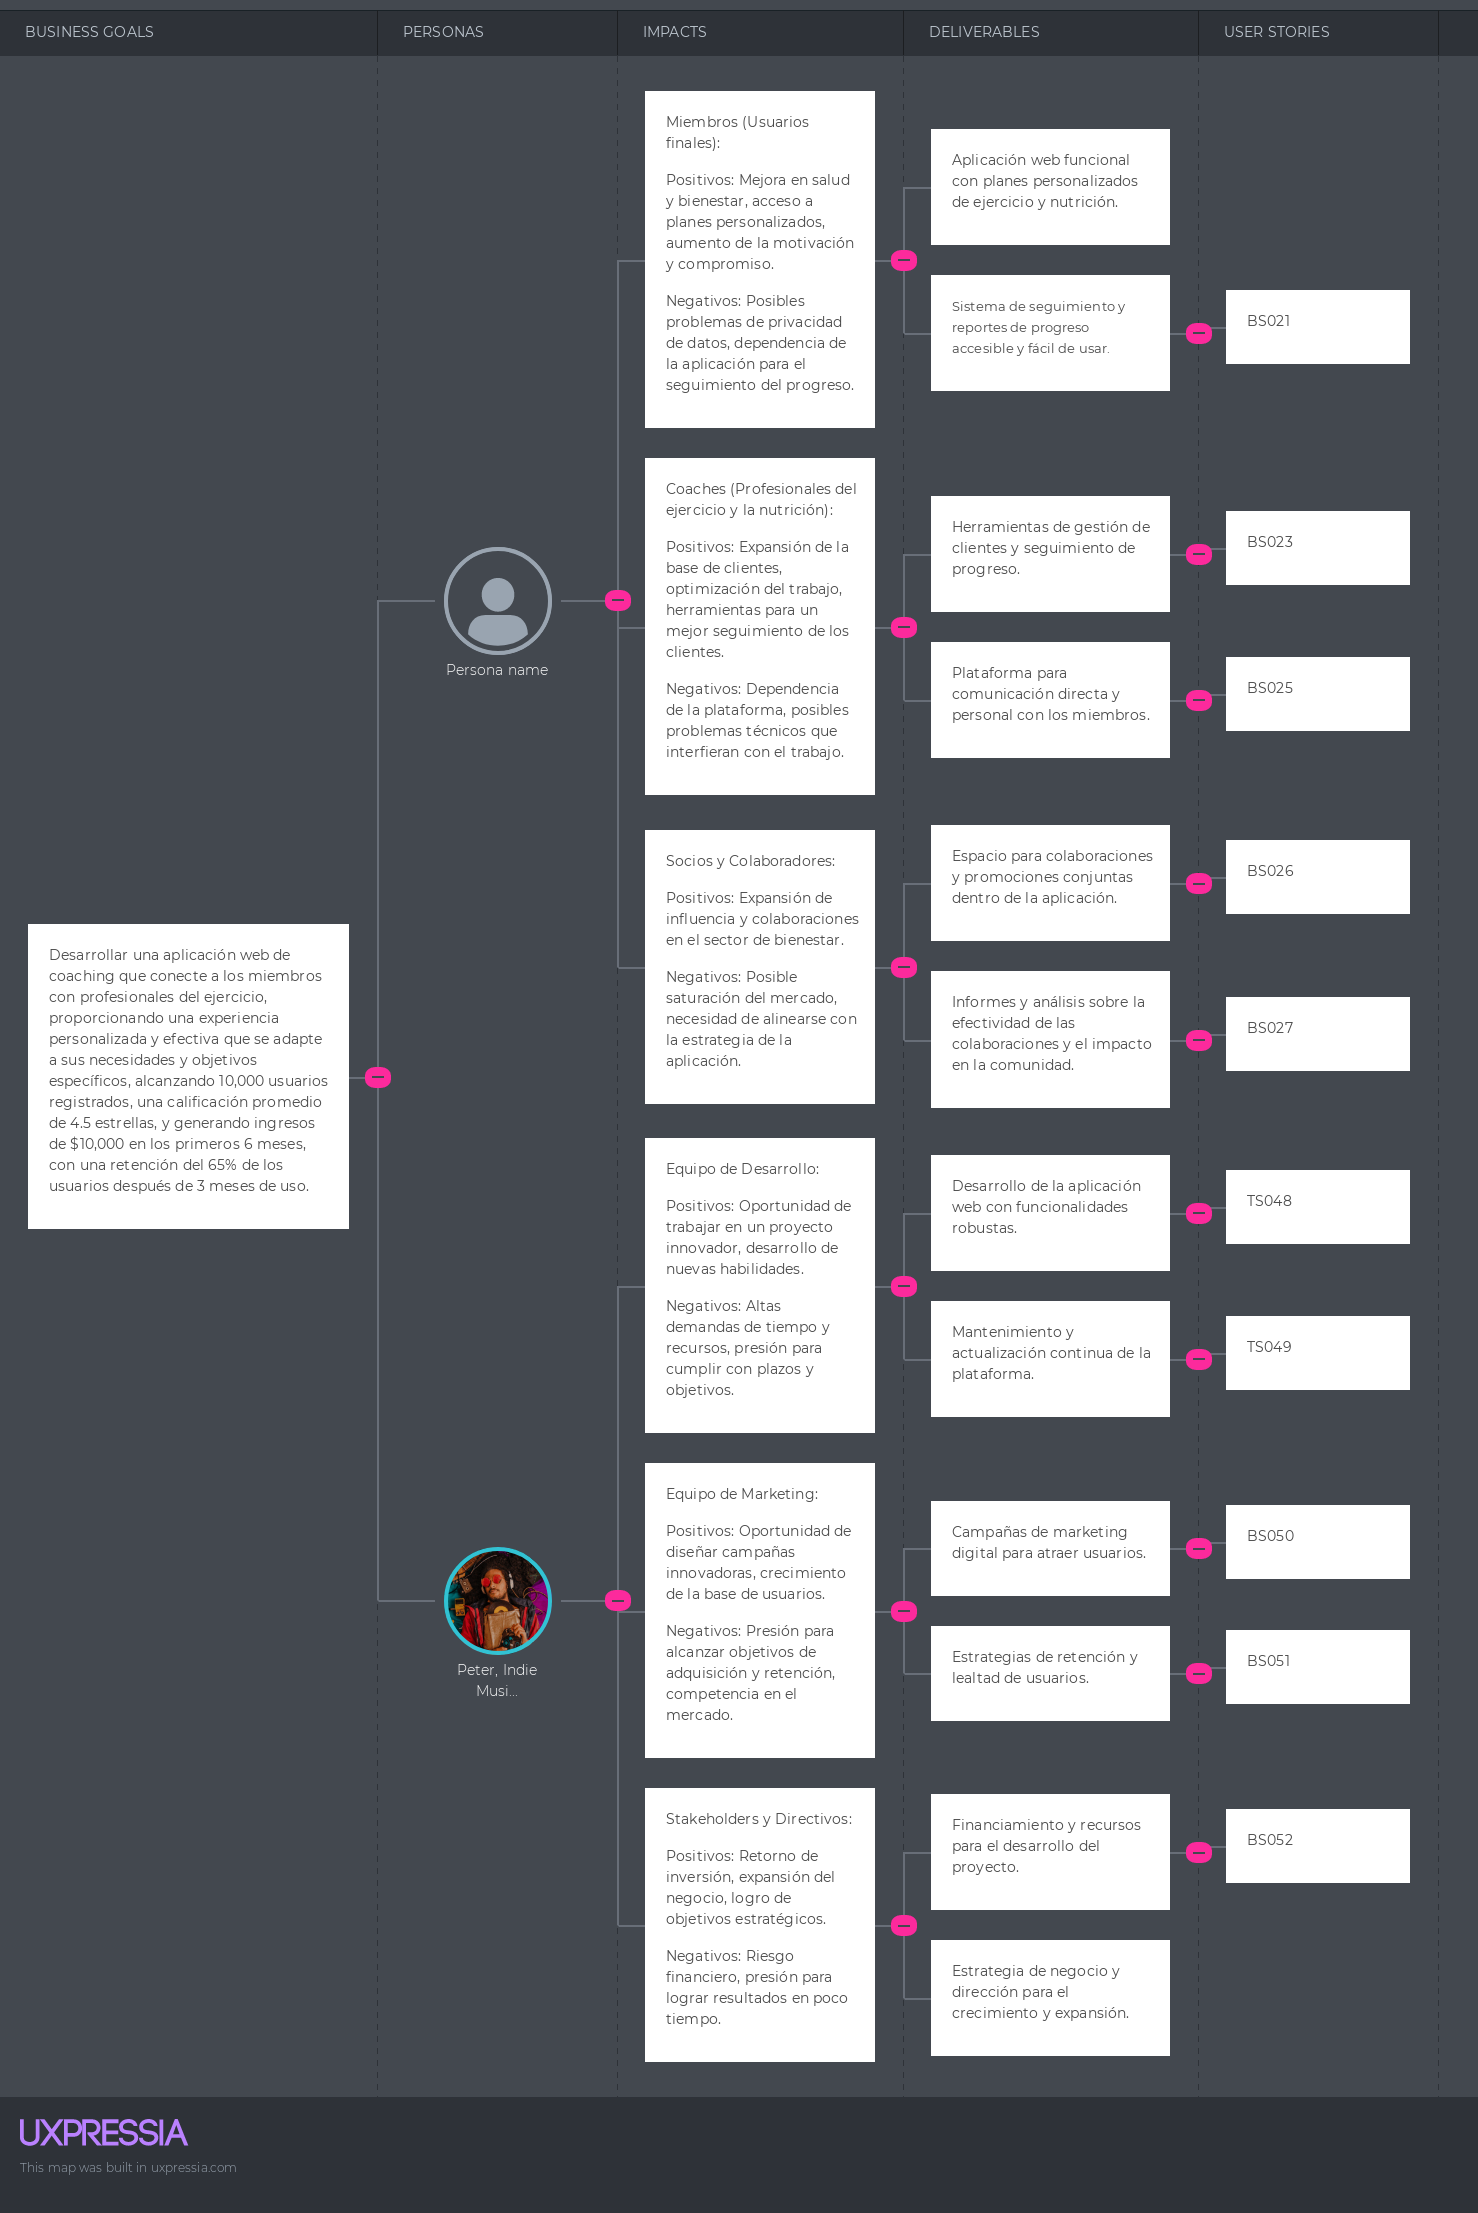 BUSINESS GOALS
PERSONAS
IMPACTS
DELIVERABLES
USER STORIES
Desarrollar una aplicación web de
coaching que conecte a los miembros
con profesionales del ejercicio,
proporcionando una experiencia
personalizada y efectiva que se adapte
a sus necesidades y objetivos
específicos, alcanzando 10,000 usuarios
registrados, una calificación promedio
de 4.5 estrellas, y generando ingresos
de $10,000 en los primeros 6 meses,
con una retención del 65% de los
usuarios después de 3 meses de uso.
Persona name
Miembros (Usuarios
finales):
Positivos: Mejora en salud
y bienestar, acceso a
planes personalizados,
aumento de la motivación
y compromiso.
Negativos: Posibles
problemas de privacidad
de datos, dependencia de
la aplicación para el
seguimiento del progreso.
Aplicación web funcional
con planes personalizados
de ejercicio y nutrición.
Sistema de seguimiento y
reportes de progreso
accesible y fácil de usar.
BS021
Coaches (Profesionales del
ejercicio y la nutrición):
Positivos: Expansión de la
base de clientes,
optimización del trabajo,
herramientas para un
mejor seguimiento de los
clientes.
Negativos: Dependencia
de la plataforma, posibles
problemas técnicos que
interfieran con el trabajo.
Herramientas de gestión de
clientes y seguimiento de
progreso.
BS023
Plataforma para
comunicación directa y
personal con los miembros.
BS025
Socios y Colaboradores:
Positivos: Expansión de
influencia y colaboraciones
en el sector de bienestar.
Negativos: Posible
saturación del mercado,
necesidad de alinearse con
la estrategia de la
aplicación.
Espacio para colaboraciones
y promociones conjuntas
dentro de la aplicación.
BS026
Informes y análisis sobre la
efectividad de las
colaboraciones y el impacto
en la comunidad.
BS027
Peter, Indie
Musi...
Equipo de Desarrollo:
Positivos: Oportunidad de
trabajar en un proyecto
innovador, desarrollo de
nuevas habilidades.
Negativos: Altas
demandas de tiempo y
recursos, presión para
cumplir con plazos y
objetivos.
Desarrollo de la aplicación
web con funcionalidades
robustas.
TS048
Mantenimiento y
actualización continua de la
plataforma.
TS049
Equipo de Marketing:
Positivos: Oportunidad de
diseñar campañas
innovadoras, crecimiento
de la base de usuarios.
Negativos: Presión para
alcanzar objetivos de
adquisición y retención,
competencia en el
mercado.
Campañas de marketing
digital para atraer usuarios.
BS050
Estrategias de retención y
lealtad de usuarios.
BS051
Stakeholders y Directivos:
Positivos: Retorno de
inversión, expansión del
negocio, logro de
objetivos estratégicos.
Negativos: Riesgo
financiero, presión para
lograr resultados en poco
tiempo.
Financiamiento y recursos
para el desarrollo del
proyecto.
BS052
Estrategia de negocio y
dirección para el
crecimiento y expansión.
UXPRESSIA
This map was built in uxpressia.com